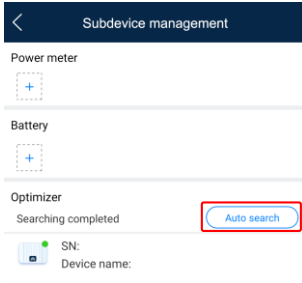 Subdevice management
Power meter
+
Battery
+
Optimizer
Searching completed Auto search
SN:
Device name: